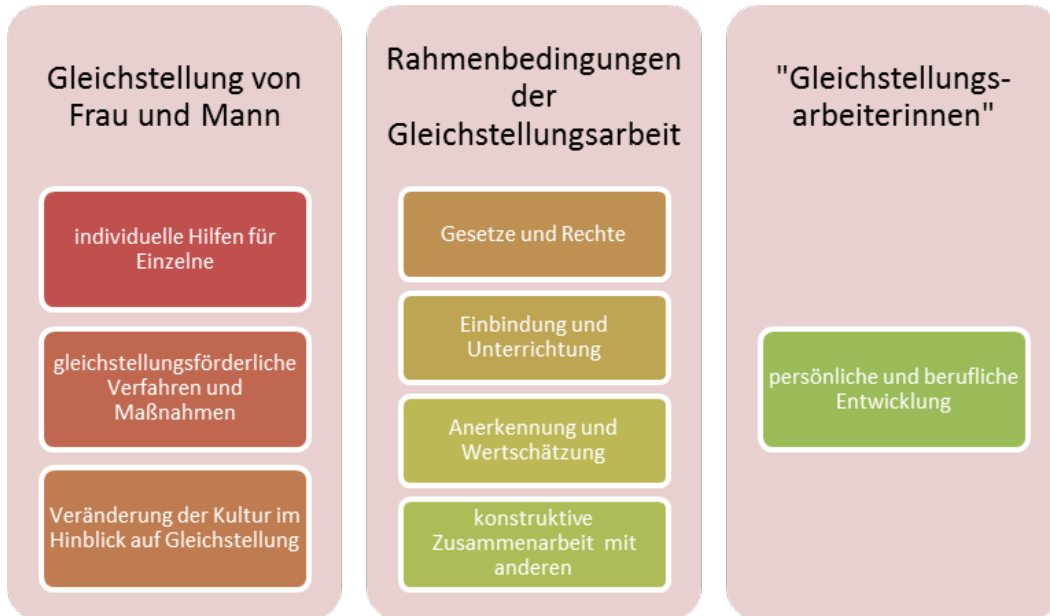 Gleichstellung von
Frau und Mann
individuelle Hilfen für
Einzelne
gleichstellungsförderliche
Verfahren und
Maßnahmen
Veränderung der Kultur im
Hinblick auf Gleichstellung
Rahmenbedingungen
der
Gleichstellungsarbeit
Gesetze und Rechte
Einbindung und
Unterrichtung
Anerkennung und
Wertschätzung
konstruktive
Zusammenarbeit mit
anderen
"Gleichstellungs-
arbeiterinnen"
persönliche und berufliche
Entwicklung